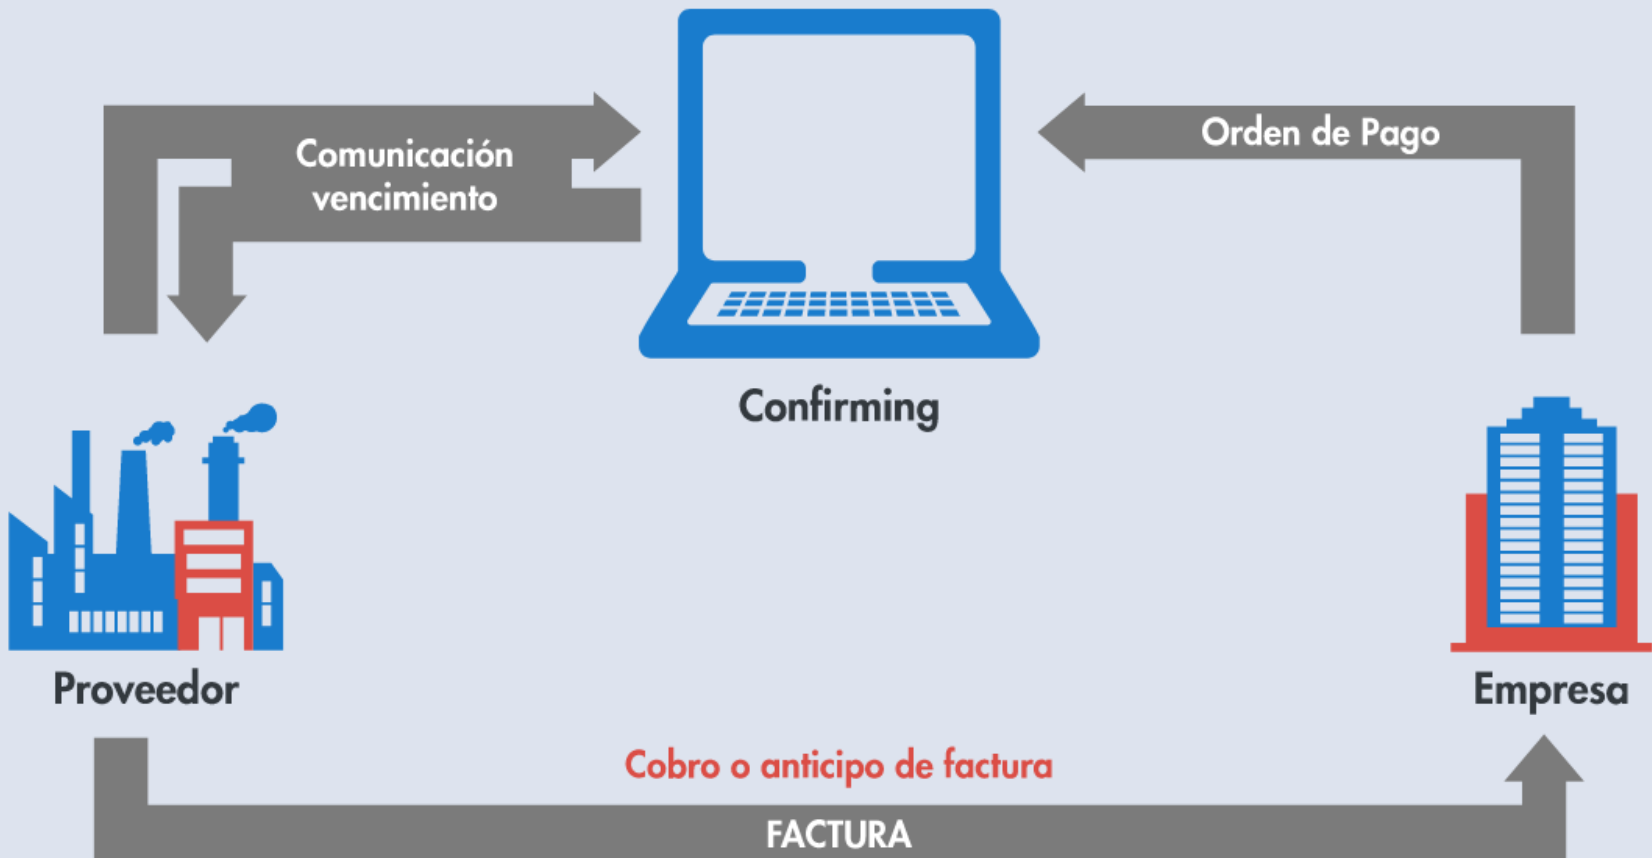 Comunicación
vencimiento
Orden de Pago
Confirming
Proveedor
Empresa
Cobro o anticipo de factura
FACTURA